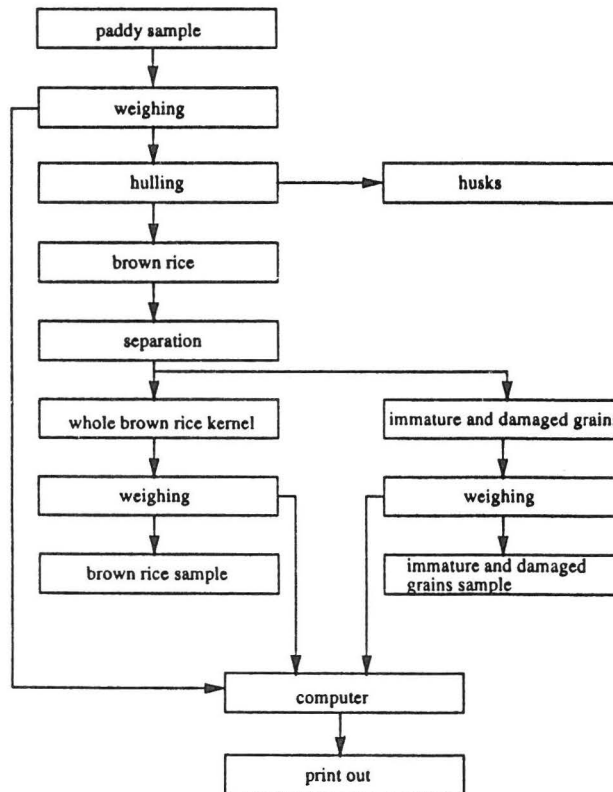 paddy sample
weighing
hulling
husks
brown rice
separation
whole brown rice kernel
immature and damaged grains
weighing
weighing
brown rice sample
immature and damaged
grains sample
computer
print out